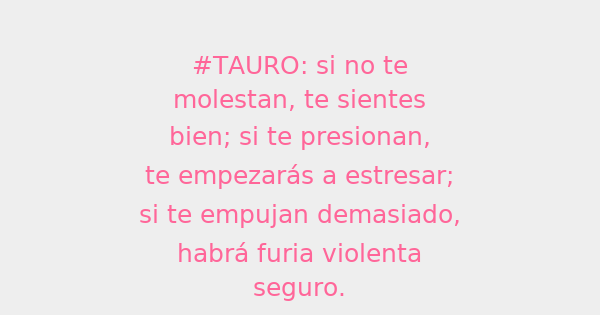 #TAURO: si no te
molestan, te sientes
bien; si te presionan,
te empezarás a estresar;
si te empujan demasiado,
habrá furia violenta
seguro.